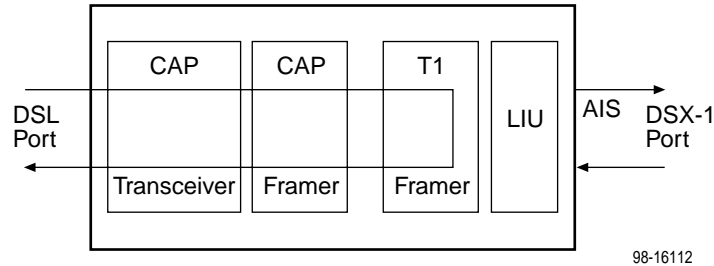 CAP
CAP
T1
DSL
Port
LIU
AIS
DSX-1
Port
Transceiver
Framer
Framer
98-16112